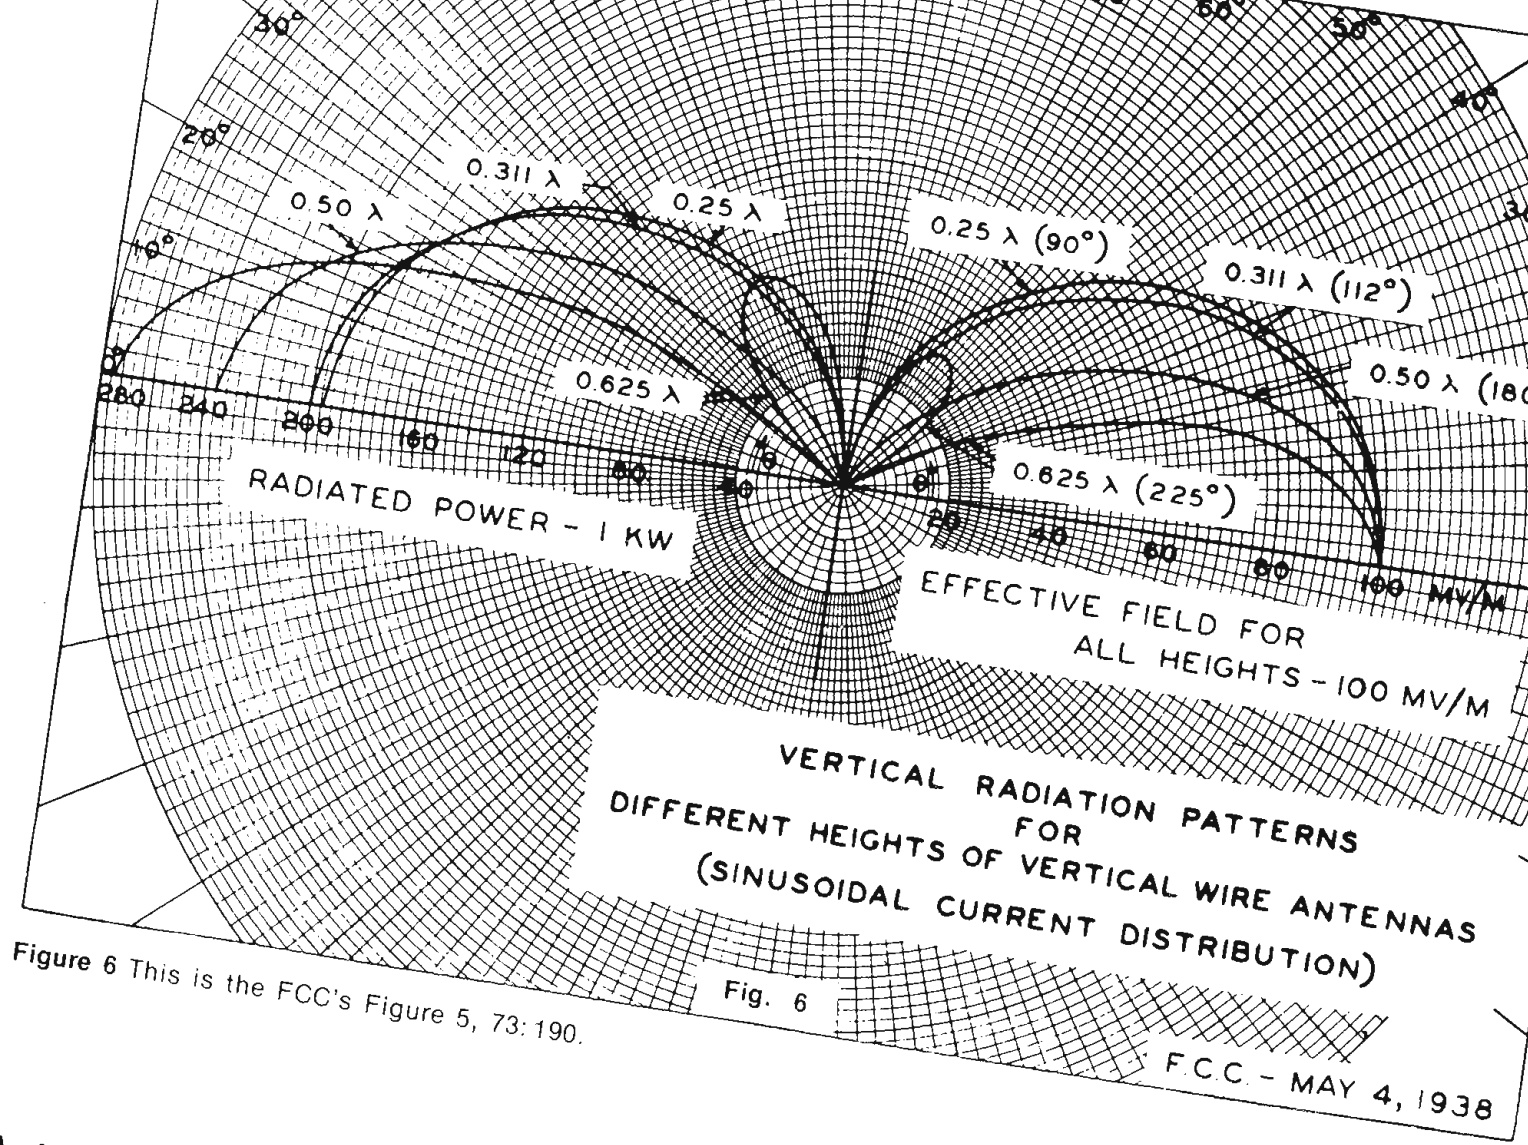 30°
60°
50°
20°
40°
10°
0.311 λ
0.50 λ
0.25 λ
0.25 λ (90°)
0.311 λ (112°)
0.50 λ (180
0.625 λ
0.625 λ (225°)
0°
280 240 200 160 120 80 40
20 40 60 80 100 MV/M
RADIATED POWER – 1 KW
EFFECTIVE FIELD FOR
ALL HEIGHTS – 100 MV/M
VERTICAL RADIATION PATTERNS
FOR
DIFFERENT HEIGHTS OF VERTICAL WIRE ANTENNAS
(SINUSOIDAL CURRENT DISTRIBUTION)
Fig. 6
F.C.C. – MAY 4, 1938
Figure 6 This is the FCC's Figure 5, 73:190.